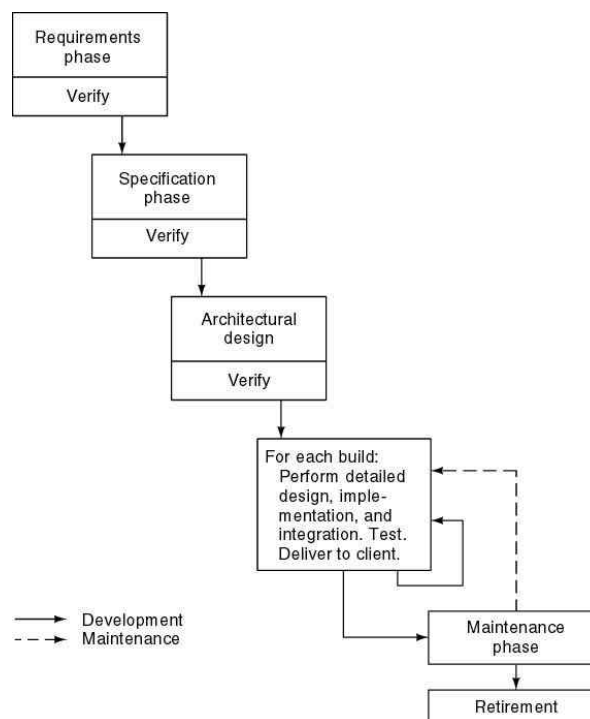 Requirements
phase
Verify
Specification
phase
Verify
Architectural
design
Verify
For each build:
Perform detailed
design, imple-
mentation, and
integration. Test.
Deliver to client.
Development
Maintenance
Maintenance
phase
Retirement